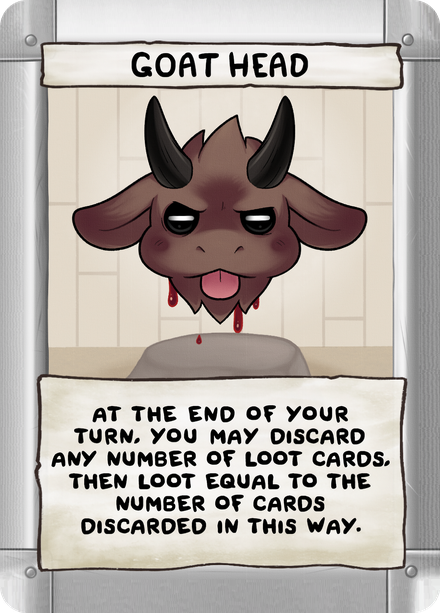 GOAT HEAD
AT THE END OF YOUR
TURN, YOU MAY DISCARD
ANY NUMBER OF LOOT CARDS,
THEN LOOT EQUAL TO THE
NUMBER OF CARDS
DISCARDED IN THIS WAY.